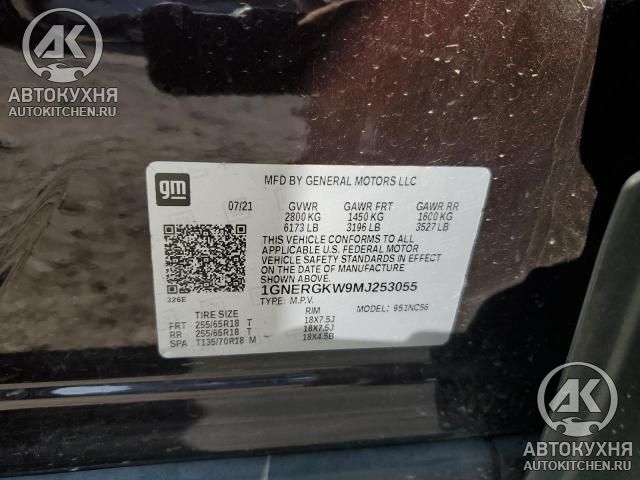 АК
АВТОКУХНЯ
AUTOKITCHEN.RU
gm
MFD BY GENERAL MOTORS LLC
07/21 GVWR GAWR FRT GAWR RR
2800 KG 1450 KG 1600 KG
6173 LB 3196 LB 3527 LB
THIS VEHICLE CONFORMS TO ALL
APPLICABLE U.S. FEDERAL MOTOR
VEHICLE SAFETY STANDARDS IN EFFECT
ON THE DATE OF MANUFACTURE
SHOWN ABOVE.
1GNERGKW9MJ253055
326E
TYPE: M.P.V. MODEL: 951NC56
TIRE SIZE RIM
FRT 255/65R18 T 18X7.5J
RR 255/65R18 T 18X7.5J
SPA T135/70R18 M 18X4.5B
АК
АВТОКУХНЯ
AUTOKITCHEN.RU